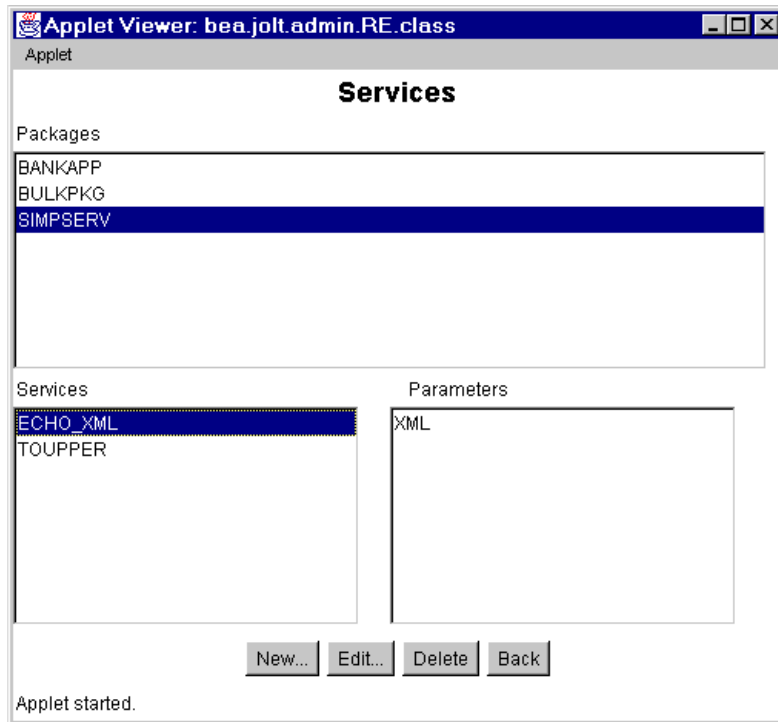 Applet Viewer: bea.jolt.admin.RE.class
Applet
Services
Packages
BANKAPP
BULKPKG
SIMPSERV
Services
Parameters
ECHO_XML
XML
TOUPPER
New... Edit... Delete Back
Applet started.